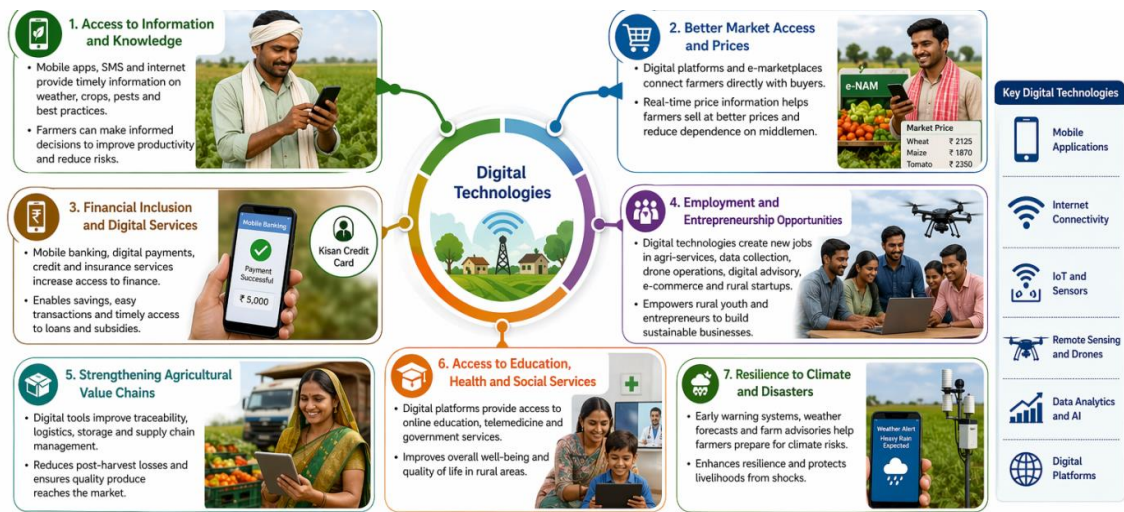 1. Access to Information
and Knowledge
• Mobile apps, SMS and internet
provide timely information on
weather, crops, pests and
best practices.
• Farmers can make informed
decisions to improve productivity
and reduce risks.
2. Better Market Access
and Prices
• Digital platforms and e-marketplaces
connect farmers directly with buyers.
• Real-time price information helps
farmers sell at better prices and
reduce dependence on middlemen.
e-NAM
Market Price
Wheat ₹ 2125
Maize ₹ 1870
Tomato ₹ 2350
Digital
Technologies
3. Financial Inclusion
and Digital Services
• Mobile banking, digital payments,
credit and insurance services
increase access to finance.
• Enables savings, easy
transactions and timely access
to loans and subsidies.
Mobile Banking
Payment
Successful
₹ 5,000
Kisan Credit
Card
4. Employment and
Entrepreneurship Opportunities
• Digital technologies create new jobs
in agri-services, data collection,
drone operations, digital advisory,
e-commerce and rural startups.
• Empowers rural youth and
entrepreneurs to build
sustainable businesses.
5. Strengthening Agricultural
Value Chains
• Digital tools improve traceability,
logistics, storage and supply chain
management.
• Reduces post-harvest losses and
ensures quality produce
reaches the market.
6. Access to Education,
Health and Social Services
• Digital platforms provide access to
online education, telemedicine and
government services.
• Improves overall well-being and
quality of life in rural areas.
7. Resilience to Climate
and Disasters
• Early warning systems, weather
forecasts and farm advisories help
farmers prepare for climate risks.
• Enhances resilience and protects
livelihoods from shocks.
Weather Alert
Heavy Rain
Expected
Key Digital Technologies
Mobile
Applications
Internet
Connectivity
IoT and
Sensors
Remote Sensing
and Drones
Data Analytics
and AI
Digital
Platforms